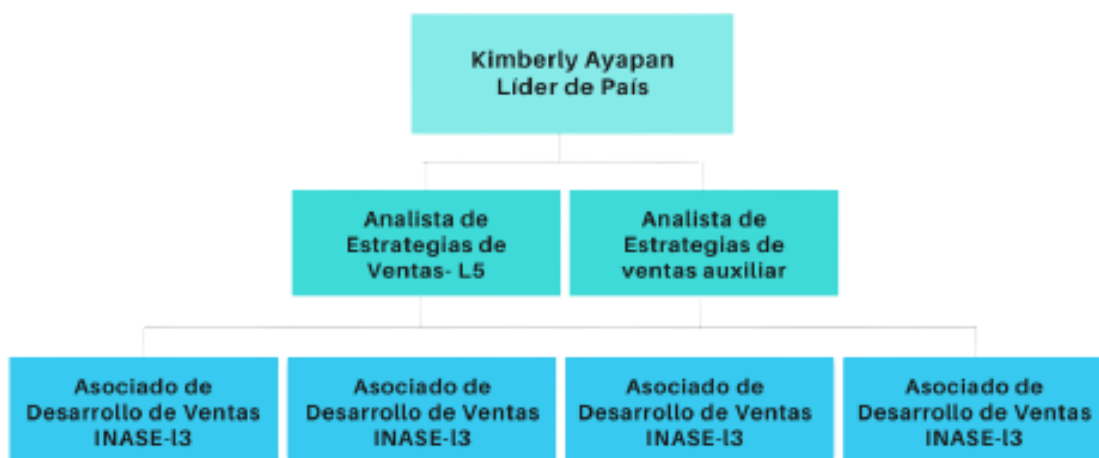 Kimberly Ayapan
Líder de País
Analista de
Estrategias de
Ventas- L5
Analista de
Estrategias de
ventas auxiliar
Asociado de
Desarrollo de Ventas
INASE-l3
Asociado de
Desarrollo de Ventas
INASE-l3
Asociado de
Desarrollo de Ventas
INASE-l3
Asociado de
Desarrollo de Ventas
INASE-l3